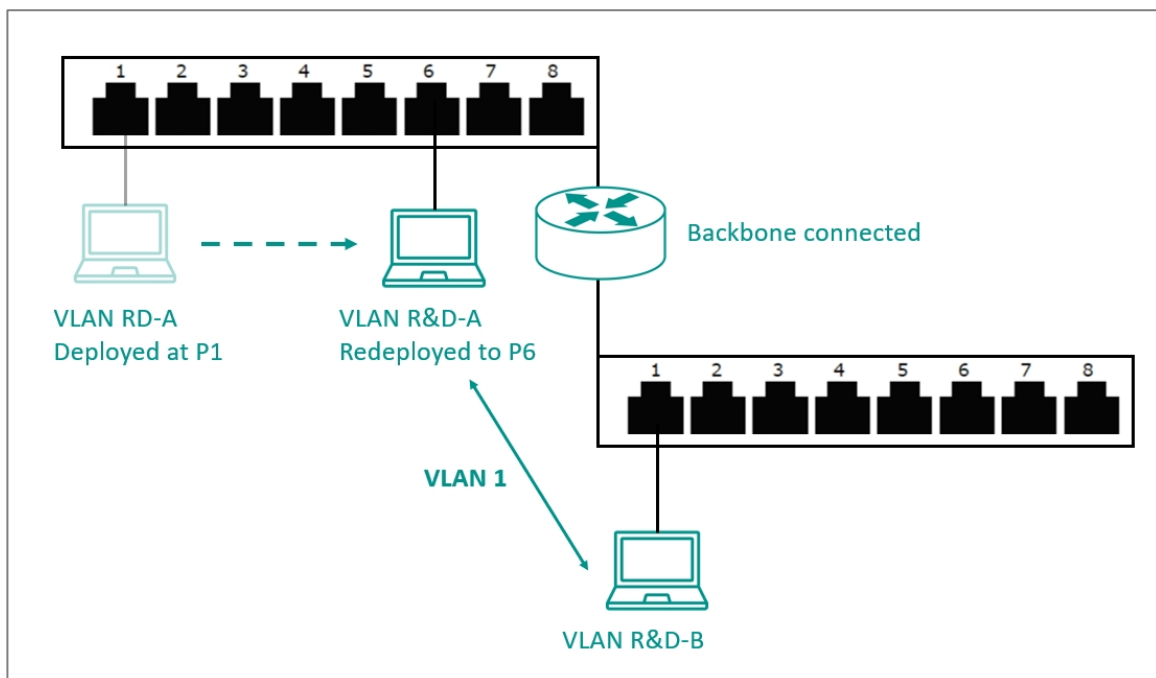 1 2 3 4 5 6 7 8
Backbone connected
VLAN RD-A
Deployed at P1
VLAN R&D-A
Redeployed to P6
1 2 3 4 5 6 7 8
VLAN 1
VLAN R&D-B